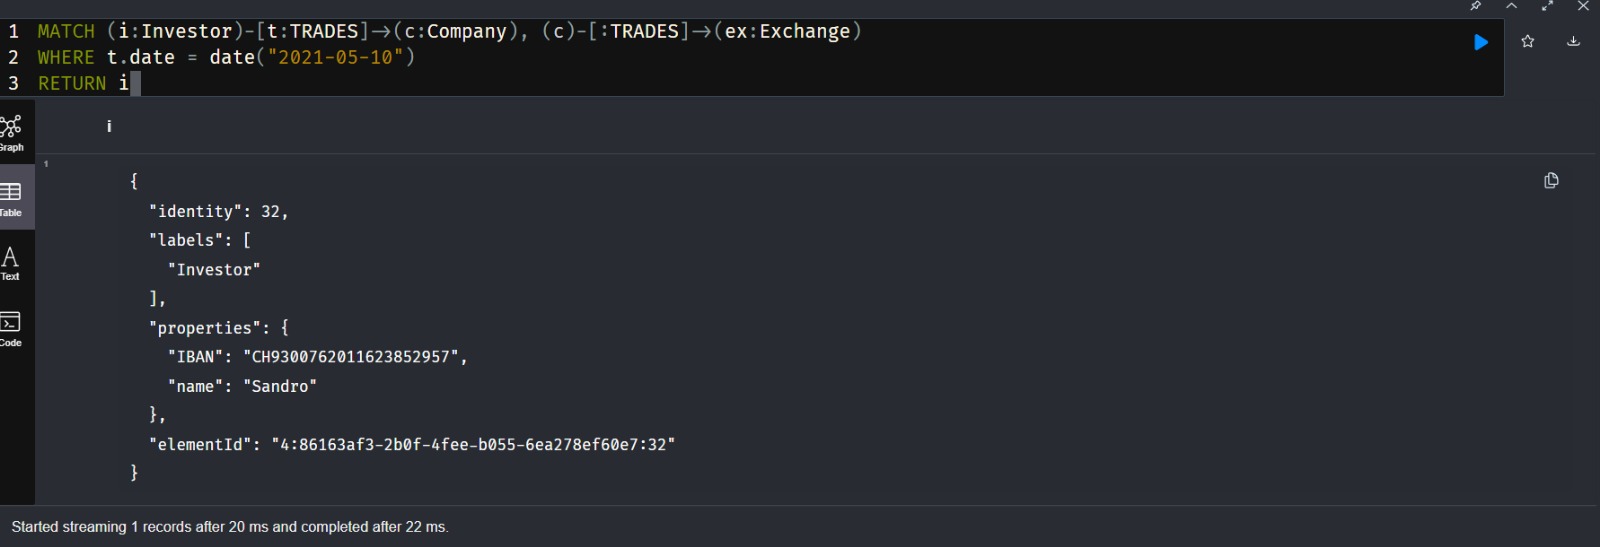 1 MATCH (i:Investor)-[t:TRADES]→(c:Company), (c)-[:TRADES]→(ex:Exchange)
2 WHERE t.date = date("2021-05-10")
3 RETURN i
Graph
i
1
{
"identity": 32,
Table
"labels": [
"Investor"
Text
],
"properties": {
Code
"IBAN": "CH9300762011623852957",
"name": "Sandro"
},
"elementId": "4:86163af3-2b0f-4fee-b055-6ea278ef60e7:32"
}
Started streaming 1 records after 20 ms and completed after 22 ms.